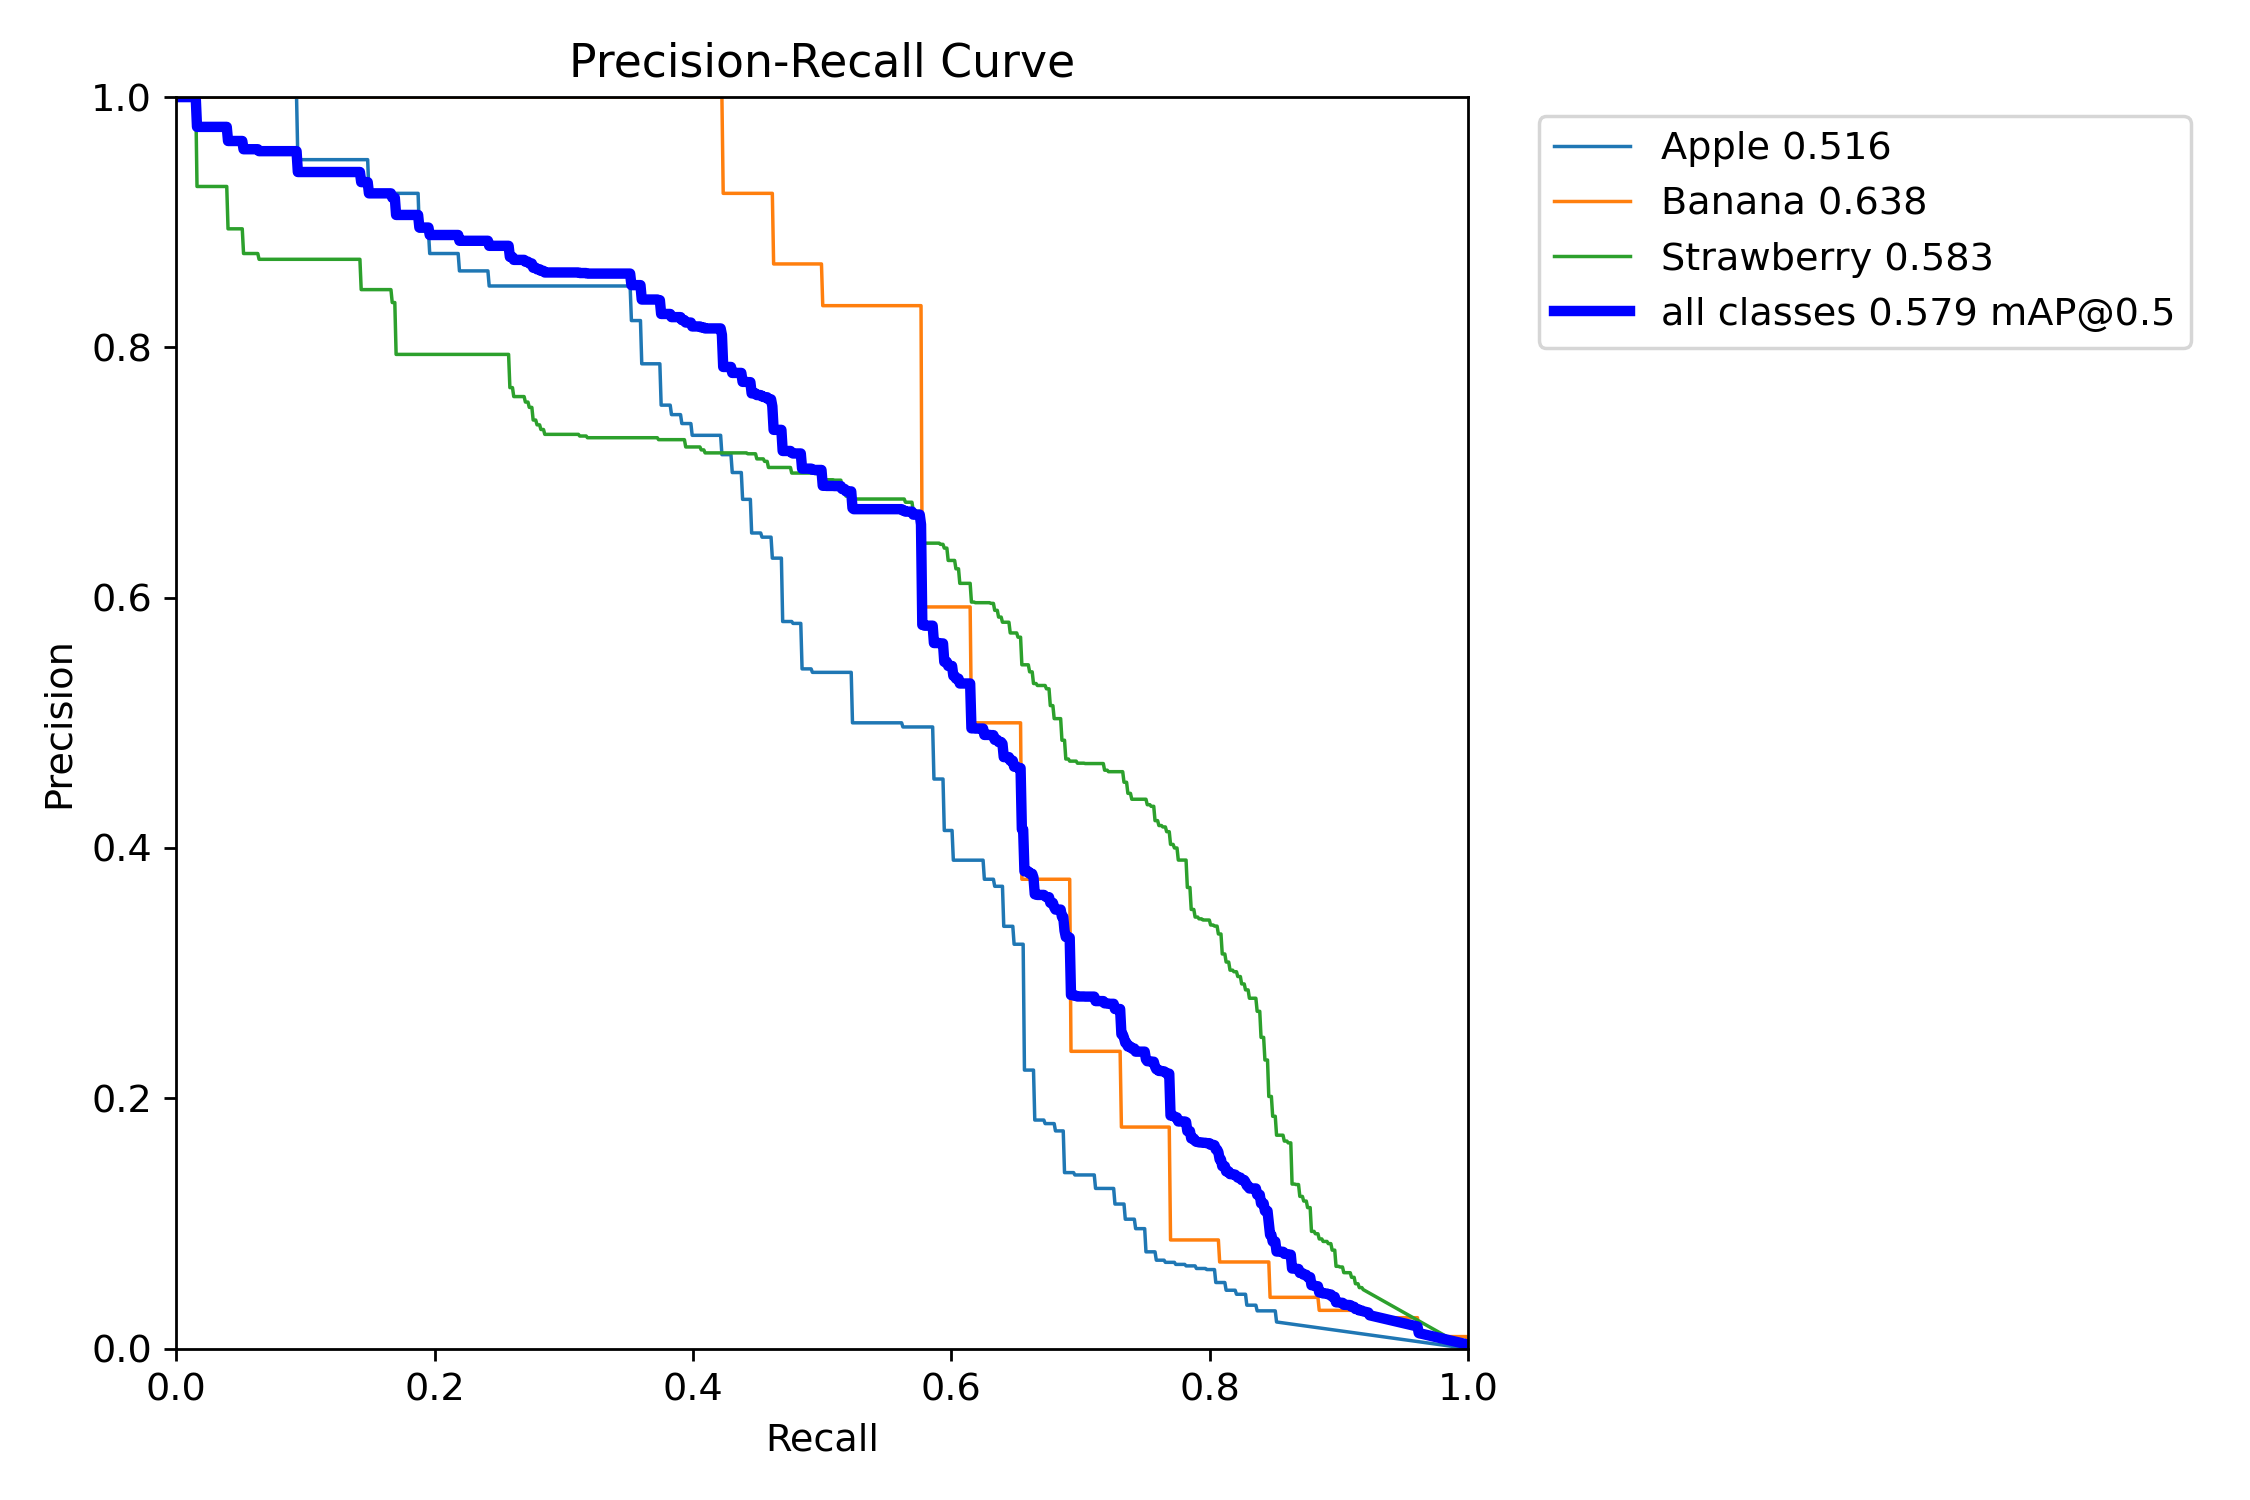 Precision-Recall Curve
1.0
0.8
0.6
0.4
0.2
0.0
Precision
0.0 0.2 0.4 0.6 0.8 1.0
Recall
Apple 0.516
Banana 0.638
Strawberry 0.583
all classes 0.579 mAP@0.5